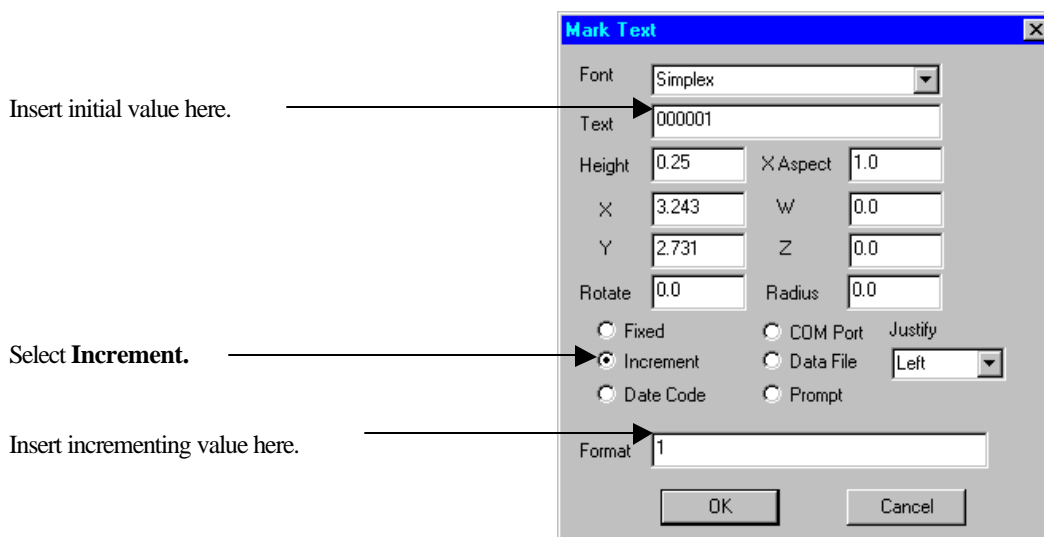 Mark Text
Font Simplex
Insert initial value here.
Text 000001
Height 0.25 X Aspect 1.0
X 3.243 W 0.0
Y 2.731 Z 0.0
Rotate 0.0 Radius 0.0
Fixed COM Port Justify
Select Increment.
Increment Data File Left
Date Code Prompt
Insert incrementing value here.
Format 1
OK Cancel